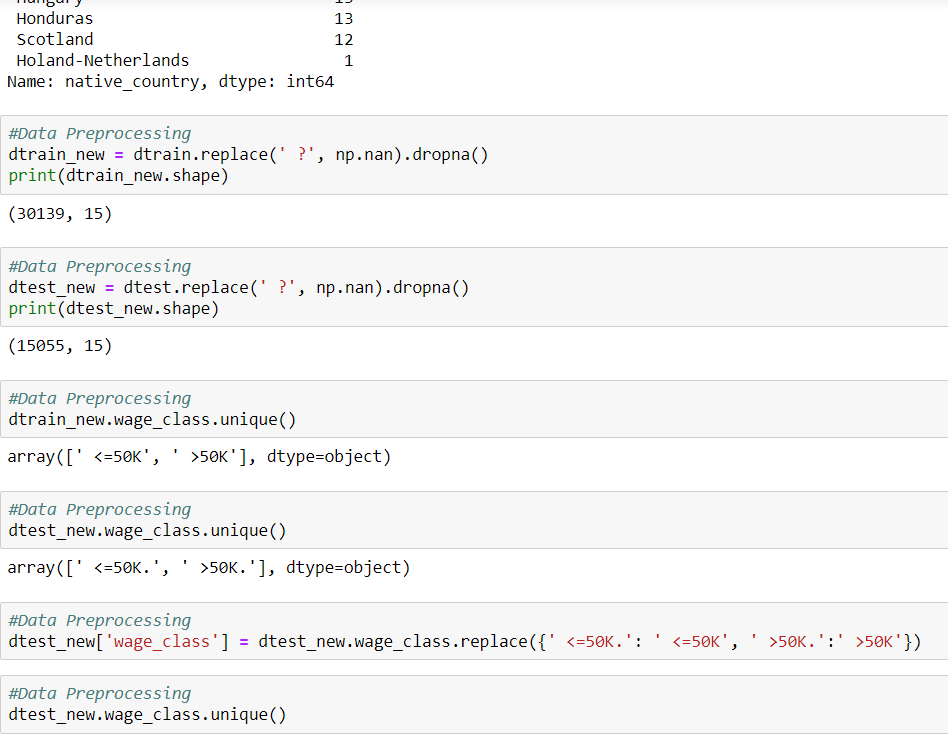 Hungary 13
Honduras 13
Scotland 12
Holand-Netherlands 1
Name: native_country, dtype: int64
#Data Preprocessing
dtrain_new = dtrain.replace(' ?', np.nan).dropna()
print(dtrain_new.shape)
(30139, 15)
#Data Preprocessing
dtest_new = dtest.replace(' ?', np.nan).dropna()
print(dtest_new.shape)
(15055, 15)
#Data Preprocessing
dtrain_new.wage_class.unique()
array([' <=50K', ' >50K'], dtype=object)
#Data Preprocessing
dtest_new.wage_class.unique()
array([' <=50K.', ' >50K.'], dtype=object)
#Data Preprocessing
dtest_new['wage_class'] = dtest_new.wage_class.replace({' <=50K.': ' <=50K', ' >50K.':' >50K'})
#Data Preprocessing
dtest_new.wage_class.unique()